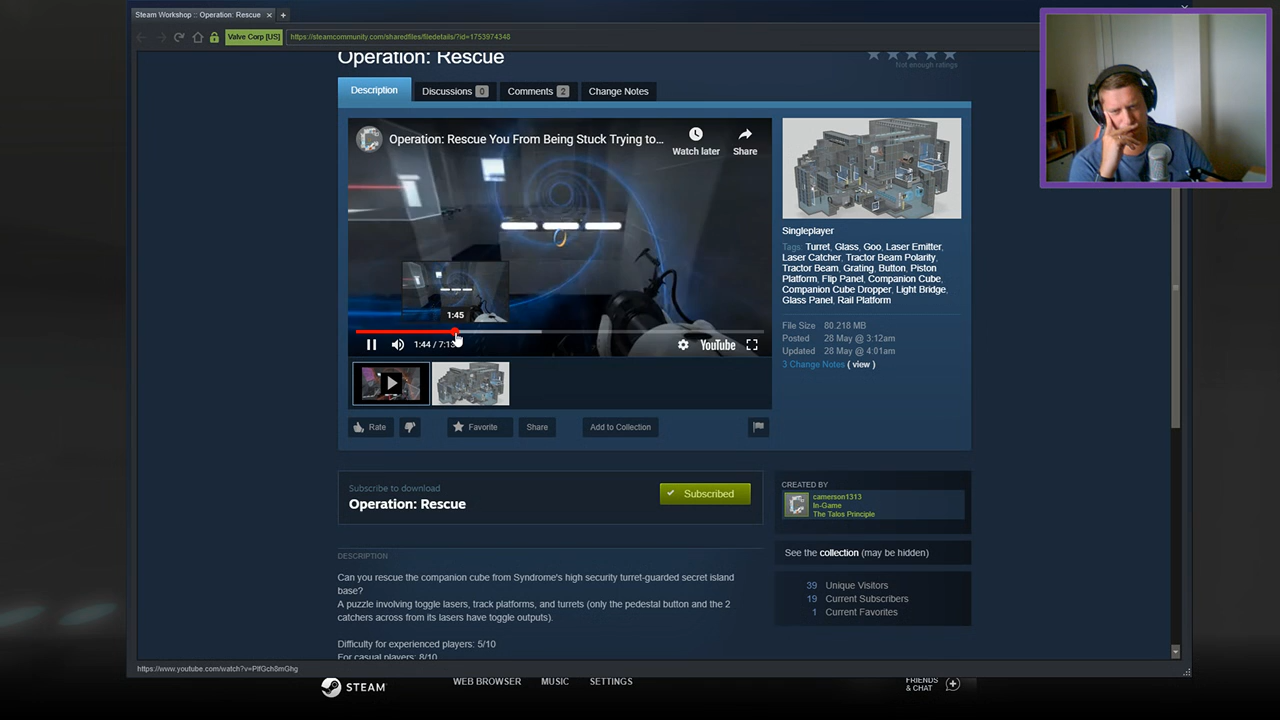 Steam Workshop :: Operation: Rescue
Valve Corp [US]
https://steamcommunity.com/sharedfiles/filedetails/?id=1753974348
Operation: Rescue
Not enough ratings
Description
Discussions 0
Comments 2
Change Notes
Operation: Rescue You From Being Stuck Trying to...
Watch later
Share
1:45
1:44 / 7:13
YouTube
Singleplayer
Tags: Turret, Glass, Goo, Laser Emitter,
Laser Catcher, Tractor Beam Polarity,
Tractor Beam, Grating, Button, Piston
Platform, Flip Panel, Companion Cube,
Companion Cube Dropper, Light Bridge,
Glass Panel, Rail Platform
File Size 80.218 MB
Posted 28 May @ 3:12am
Updated 28 May @ 4:01am
3 Change Notes ( view )
Rate
Favorite
Share
Add to Collection
Subscribe to download
Operation: Rescue
Subscribed
CREATED BY
camerson1313
In-Game
The Talos Principle
See the collection (may be hidden)
39 Unique Visitors
19 Current Subscribers
1 Current Favorites
DESCRIPTION
Can you rescue the companion cube from Syndrome's high security turret-guarded secret island
base?
A puzzle involving toggle lasers, track platforms, and turrets (only the pedestal button and the 2
catchers across from its lasers have toggle outputs).
Difficulty for experienced players: 5/10
For casual players: 8/10
https://www.youtube.com/watch?v=PlfGch8mGhg
STEAM
WEB BROWSER
MUSIC
SETTINGS
FRIENDS
& CHAT